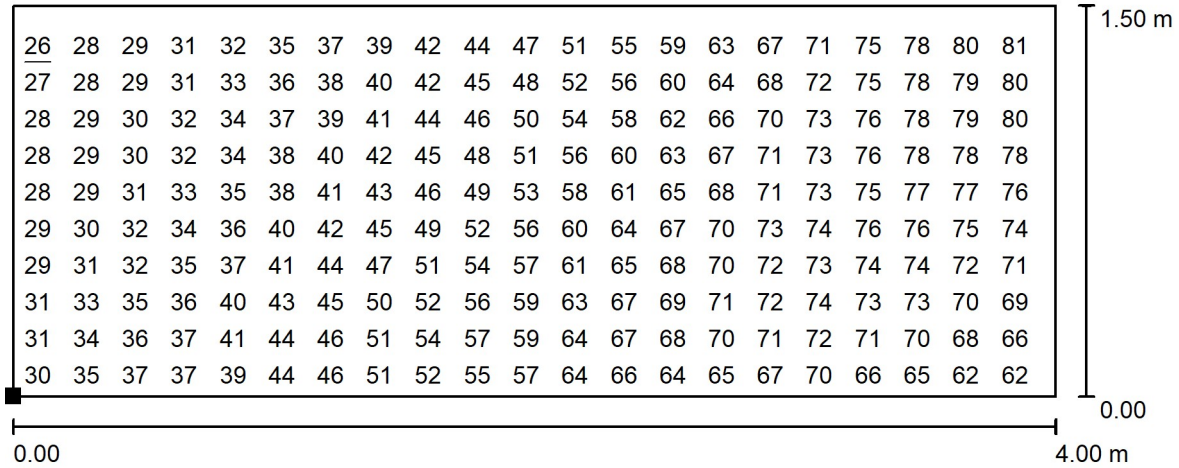 1.50 m
26 28 29 31 32 35 37 39 42 44 47 51 55 59 63 67 71 75 78 80 81
27 28 29 31 33 36 38 40 42 45 48 52 56 60 64 68 72 75 78 79 80
28 29 30 32 34 37 39 41 44 46 50 54 58 62 66 70 73 76 78 79 80
28 29 30 32 34 38 40 42 45 48 51 56 60 63 67 71 73 76 78 78 78
28 29 31 33 35 38 41 43 46 49 53 58 61 65 68 71 73 75 77 77 76
29 30 32 34 36 40 42 45 49 52 56 60 64 67 70 73 74 76 76 75 74
29 31 32 35 37 41 44 47 51 54 57 61 65 68 70 72 73 74 74 72 71
31 33 35 36 40 43 45 50 52 56 59 63 67 69 71 72 74 73 73 70 69
31 34 36 37 41 44 46 51 54 57 59 64 67 68 70 71 72 71 70 68 66
30 35 37 37 39 44 46 51 52 55 57 64 66 64 65 67 70 66 65 62 62
0.00
0.00 4.00 m